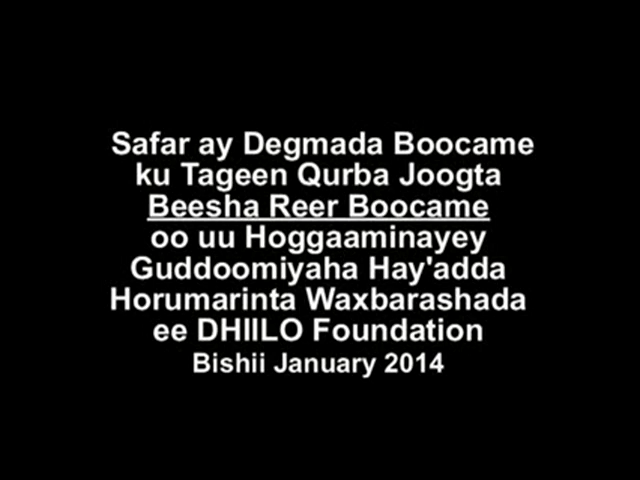 Safar ay Degmada Boocame
ku Tageen Qurba Joogta
Beesha Reer Boocame
oo uu Hoggaaminayey
Guddoomiyaha Hay'adda
Horumarinta Waxbarashada
ee DHIILO Foundation
Bishii January 2014